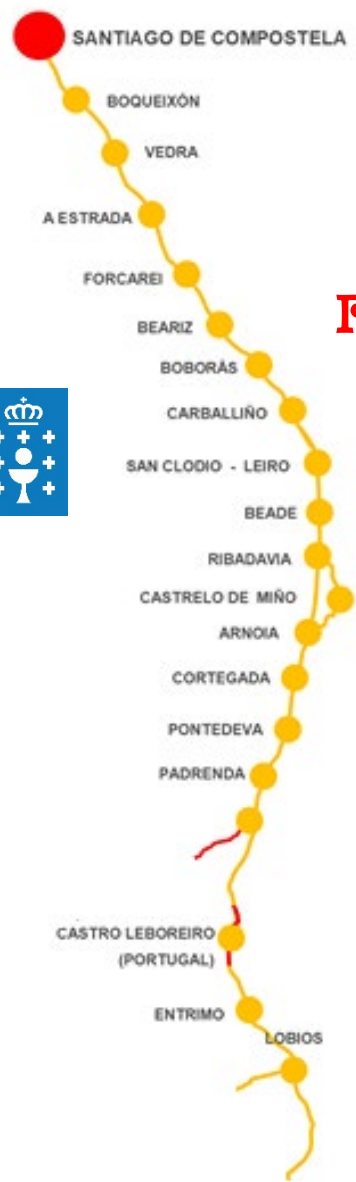 SANTIAGO DE COMPOSTELA
BOQUEIXÓN
VEDRA
A ESTRADA
FORCAREI
BEARIZ
BOBORÁS
CARBALLIÑO
SAN CLODIO - LEIRO
BEADE
RIBADAVIA
CASTRELO DE MIÑO
ARNOIA
CORTEGADA
PONTEDEVA
PADRENDA
CASTRO LEBOREIRO
(PORTUGAL)
ENTRIMO
LOBIOS